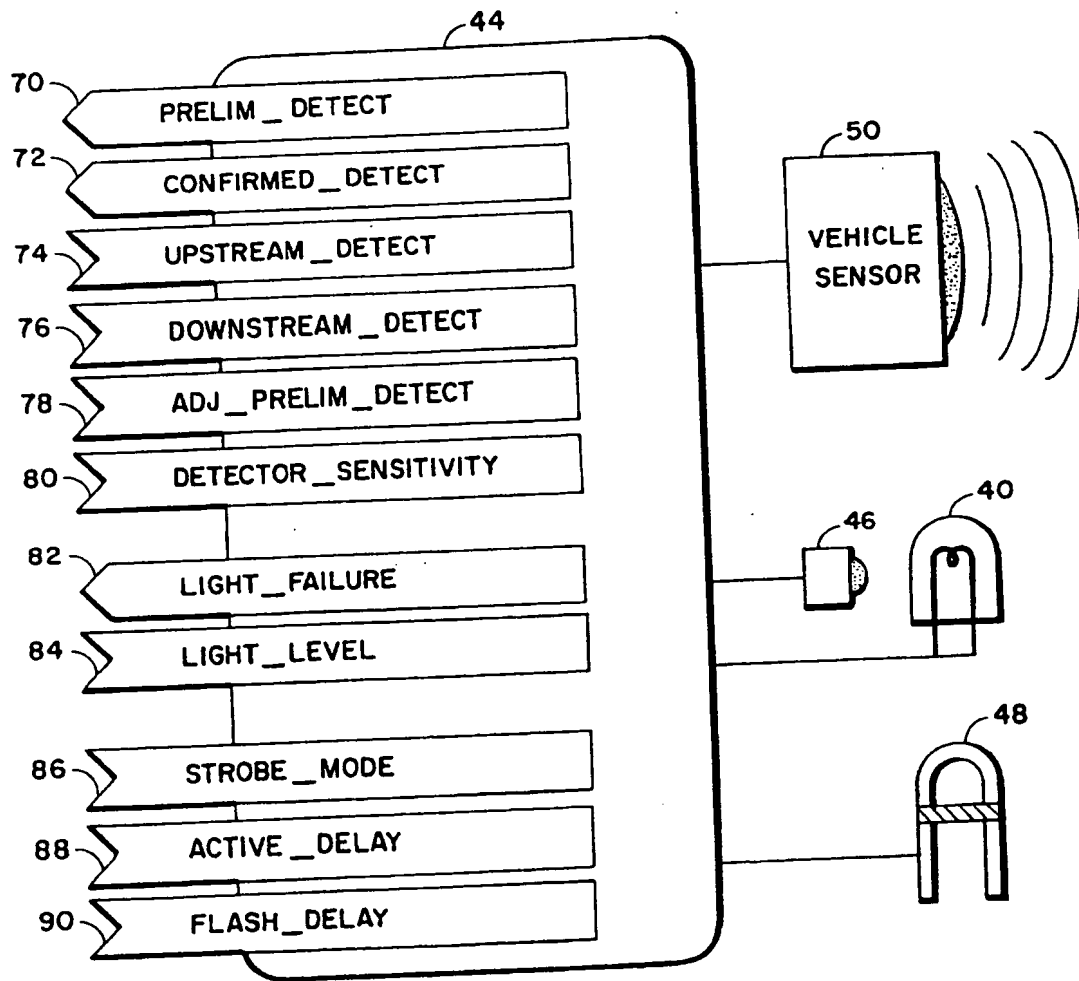 44
70
PRELIM_DETECT
72
CONFIRMED_DETECT
74
UPSTREAM_DETECT
76
DOWNSTREAM_DETECT
78
ADJ_PRELIM_DETECT
80
DETECTOR_SENSITIVITY
82
LIGHT_FAILURE
84
LIGHT_LEVEL
86
STROBE_MODE
88
ACTIVE_DELAY
90
FLASH_DELAY
50
VEHICLE
SENSOR
46
40
48